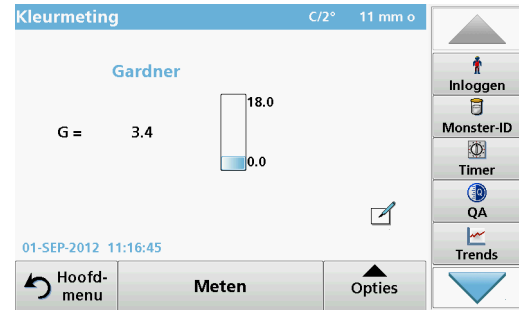 Kleurmeting C/2° 11 mm o
Gardner
18.0
G = 3.4
0.0
01-SEP-2012 11:16:45
Hoofd-
menu
Meten
Opties
Inloggen
Monster-ID
Timer
QA
Trends